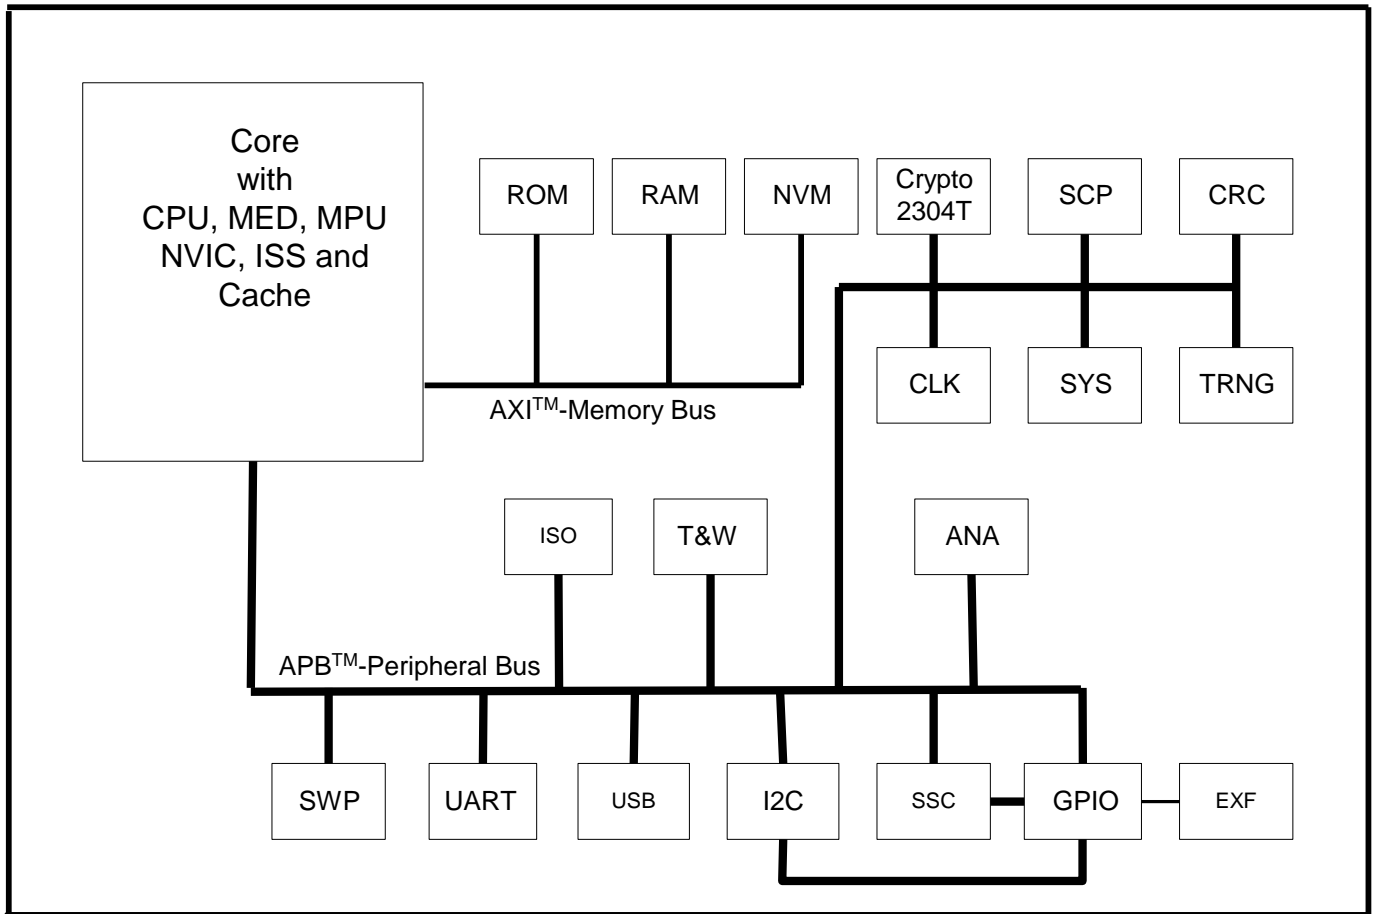 Core
with
CPU, MED, MPU
NVIC, ISS and
Cache
ROM
RAM
NVM
Crypto
2304T
SCP
CRC
CLK
SYS
TRNG
AXI™-Memory Bus
ISO
T&W
ANA
APB™-Peripheral Bus
SWP
UART
USB
I2C
SSC
GPIO
EXF